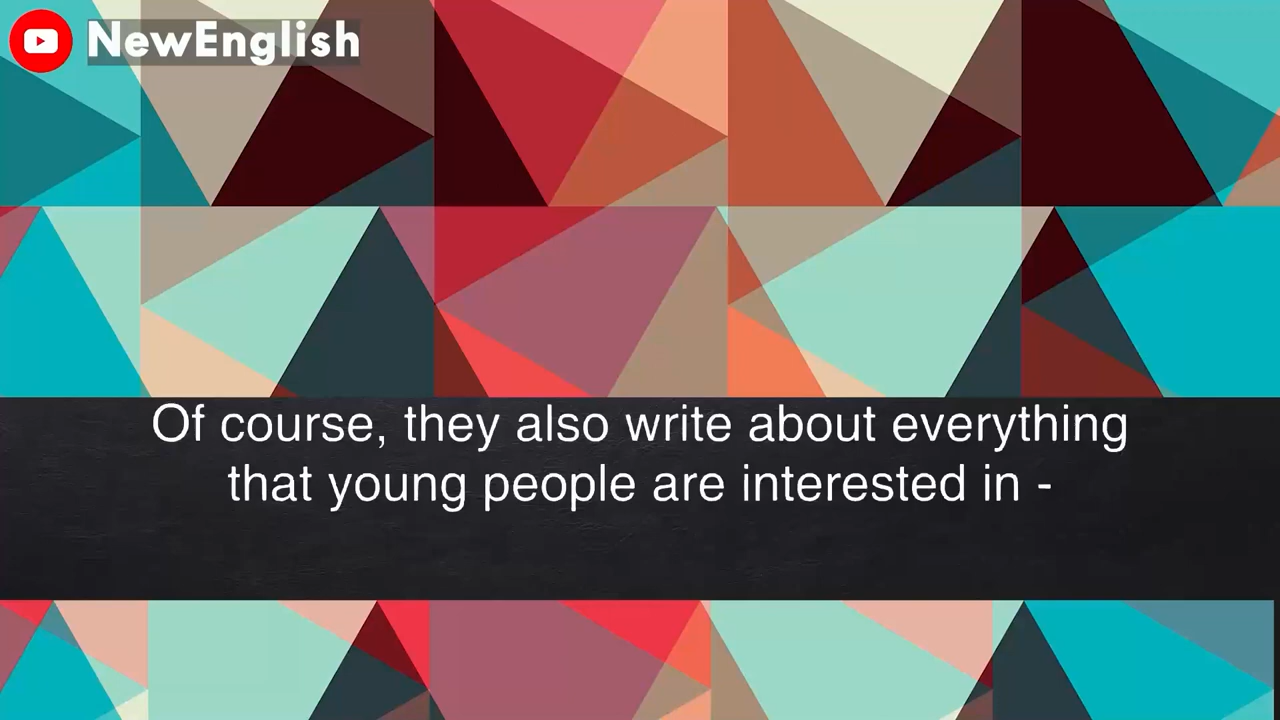 NewEnglish
Of course, they also write about everything
that young people are interested in -